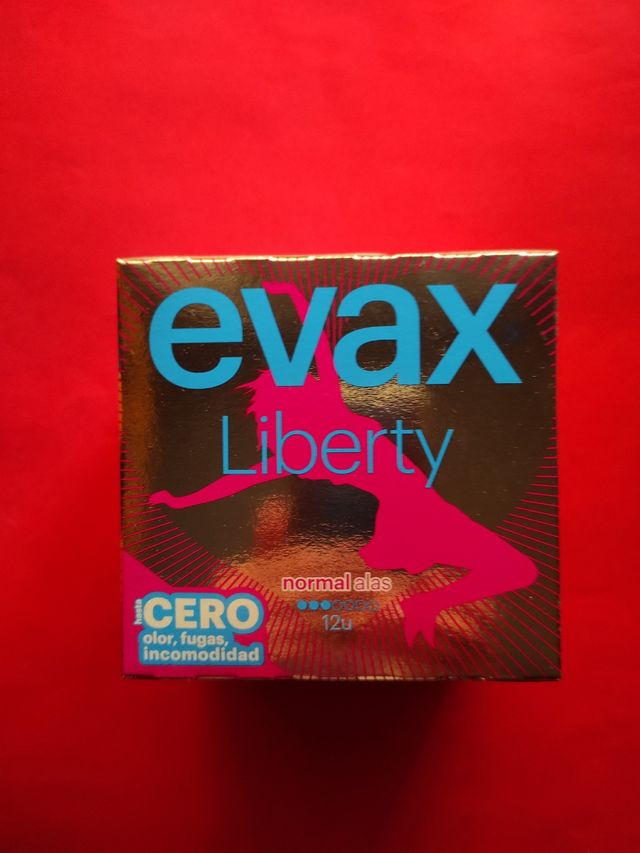 evax
Liberty
normal alas
12u
hasta
CERO
olor, fugas,
incomodidad